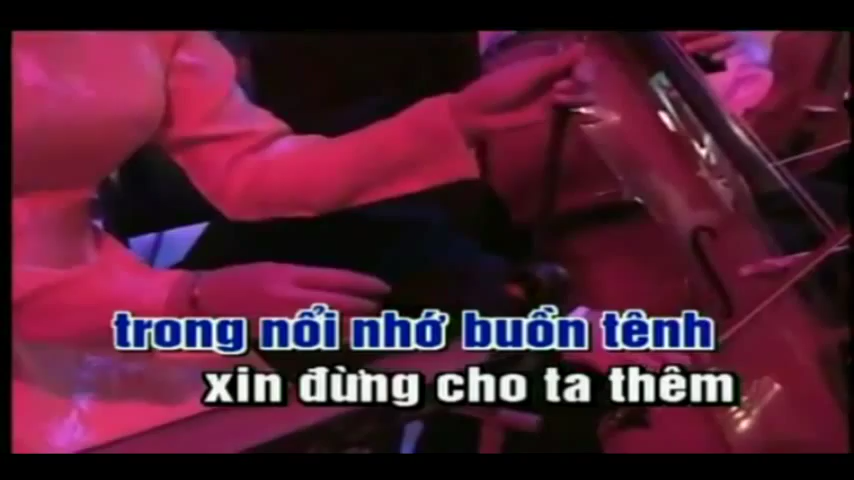 trong nổi nhớ buồn tênh
xin đừng cho ta thêm